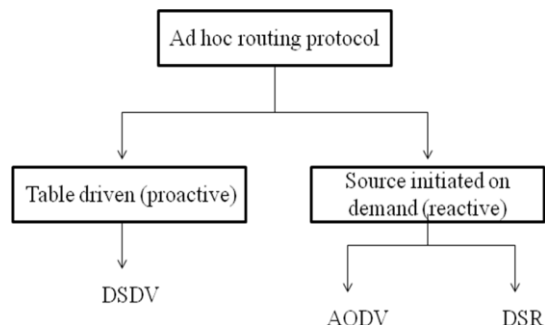 Ad hoc routing protocol
Table driven (proactive)
Source initiated on
demand (reactive)
DSDV
AODV
DSR